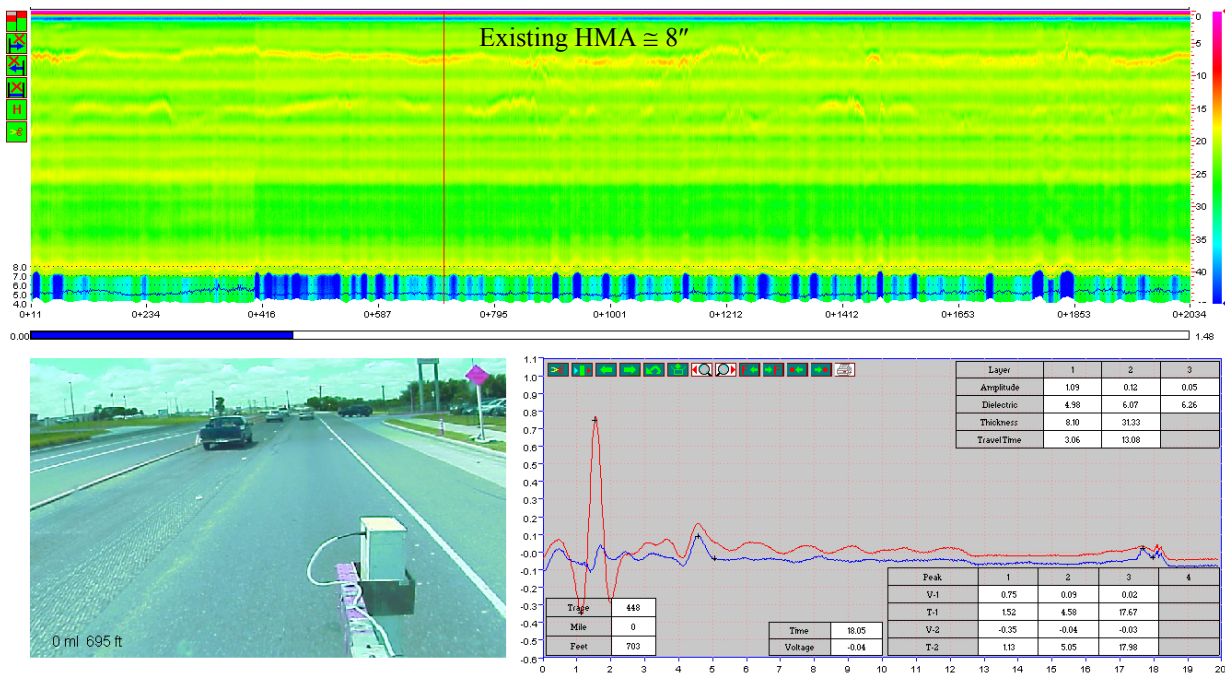 Existing HMA ≅ 8″
H
0
-5
-10
-15
-20
-25
-30
-35
-40
8.0
7.0
6.0
5.0
4.0
0+11 0+234 0+416 0+587 0+795 0+1001 0+1212 0+1412 0+1653 0+1853 0+2034
0.00 1.48
0 ml 695 ft
1.1
0.9
0.8
0.7
0.6
0.5
0.4
0.3
0.2
0.1
-0.0
-0.1
-0.2
-0.3
-0.4
-0.5
-0.6
Layer 1 2 3
Amplitude 1.09 0.12 0.05
Dielectric 4.98 6.07 6.26
Thickness 8.10 31.33
Travel Time 3.06 13.08
Trace 448
Mile 0
Feet 703
Time 18.05
Voltage -0.04
Peak 1 2 3 4
V-1 0.75 0.09 0.02
T-1 1.52 4.58 17.67
V-2 -0.35 -0.04 -0.03
T-2 1.13 5.05 17.98
0 1 2 3 4 5 6 7 8 9 10 11 12 13 14 15 16 17 18 19 20